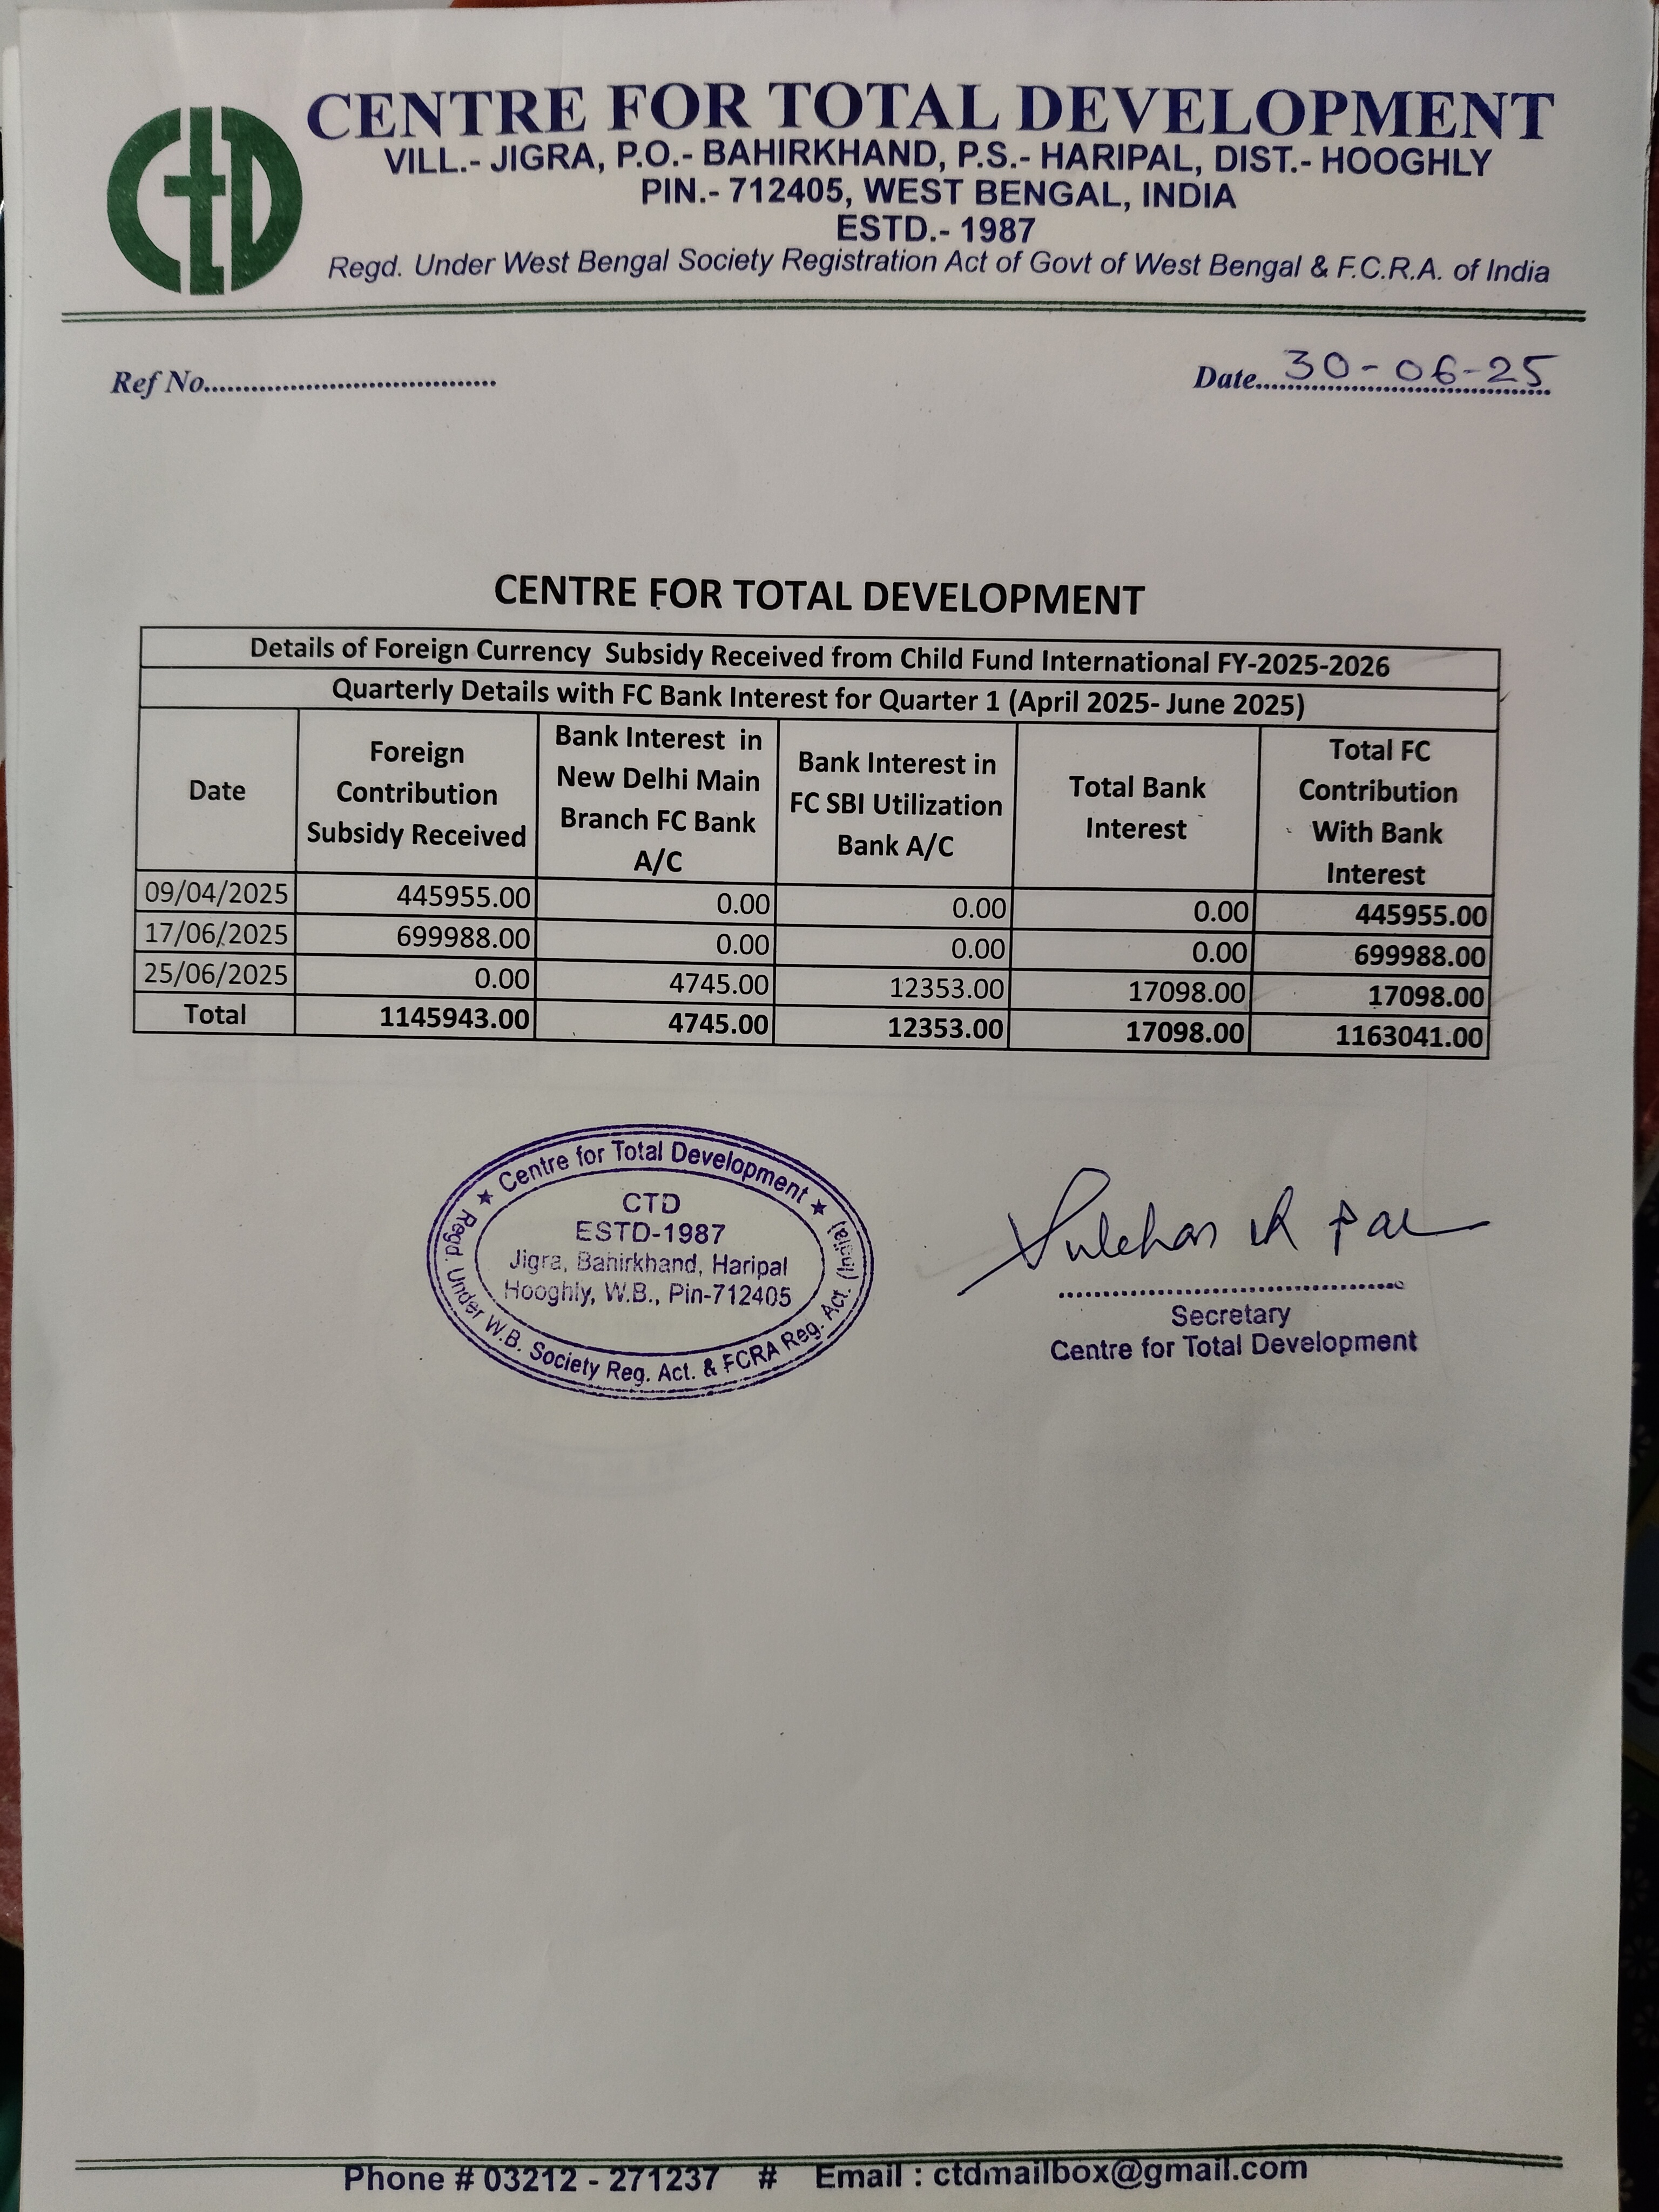 CtD
CENTRE FOR TOTAL DEVELOPMENT
VILL.- JIGRA, P.O.- BAHIRKHAND, P.S.- HARIPAL, DIST.- HOOGHLY
PIN.- 712405, WEST BENGAL, INDIA
ESTD.- 1987
Regd. Under West Bengal Society Registration Act of Govt of West Bengal & F.C.R.A. of India
Ref No..................................... Date....30-06-25
CENTRE FOR TOTAL DEVELOPMENT
Details of Foreign Currency Subsidy Received from Child Fund International FY-2025-2026
Quarterly Details with FC Bank Interest for Quarter 1 (April 2025- June 2025)
Date
Foreign
Contribution
Subsidy Received
Bank Interest in
New Delhi Main
Branch FC Bank
A/C
Bank Interest in
FC SBI Utilization
Bank A/C
Total Bank
Interest
Total FC
Contribution
With Bank
Interest
09/04/2025 445955.00 0.00 0.00 0.00 445955.00
17/06/2025 699988.00 0.00 0.00 0.00 699988.00
25/06/2025 0.00 4745.00 12353.00 17098.00 17098.00
Total 1145943.00 4745.00 12353.00 17098.00 1163041.00
★ Centre for Total Development ★
CTD
ESTD-1987
Jigra, Bahirkhand, Haripal
Hooghly, W.B., Pin-712405
Regd. Under W.B. Society Reg. Act. & FCRA Reg. Act. (India)
Secretary
Centre for Total Development
Phone # 03212 - 271237 # Email : ctdmailbox@gmail.com